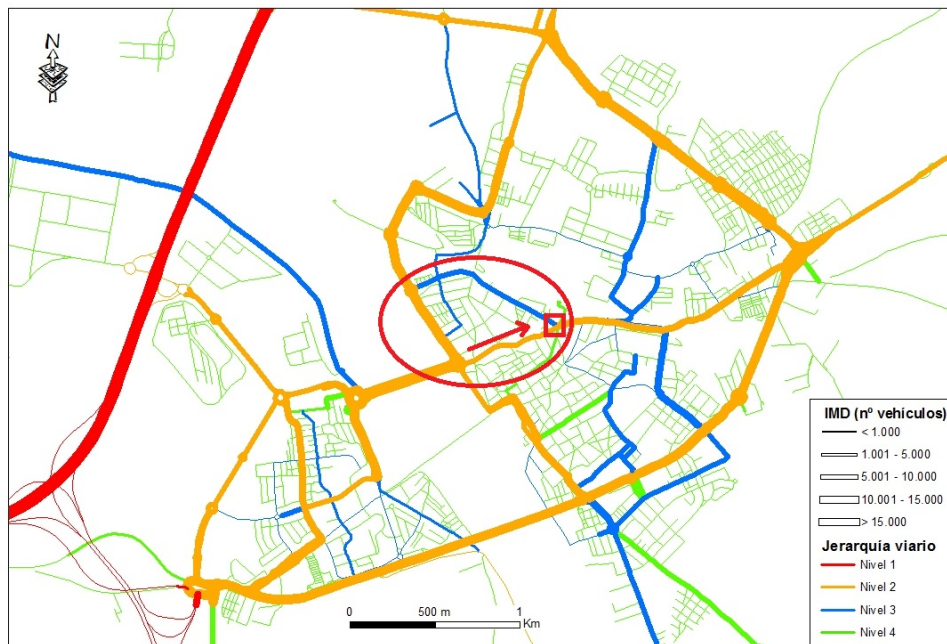 N
IMD (nº vehículos)
< 1.000
1.001 - 5.000
5.001 - 10.000
10.001 - 15.000
> 15.000
Jerarquía viario
Nivel 1
Nivel 2
Nivel 3
Nivel 4
0 500 m 1
Km